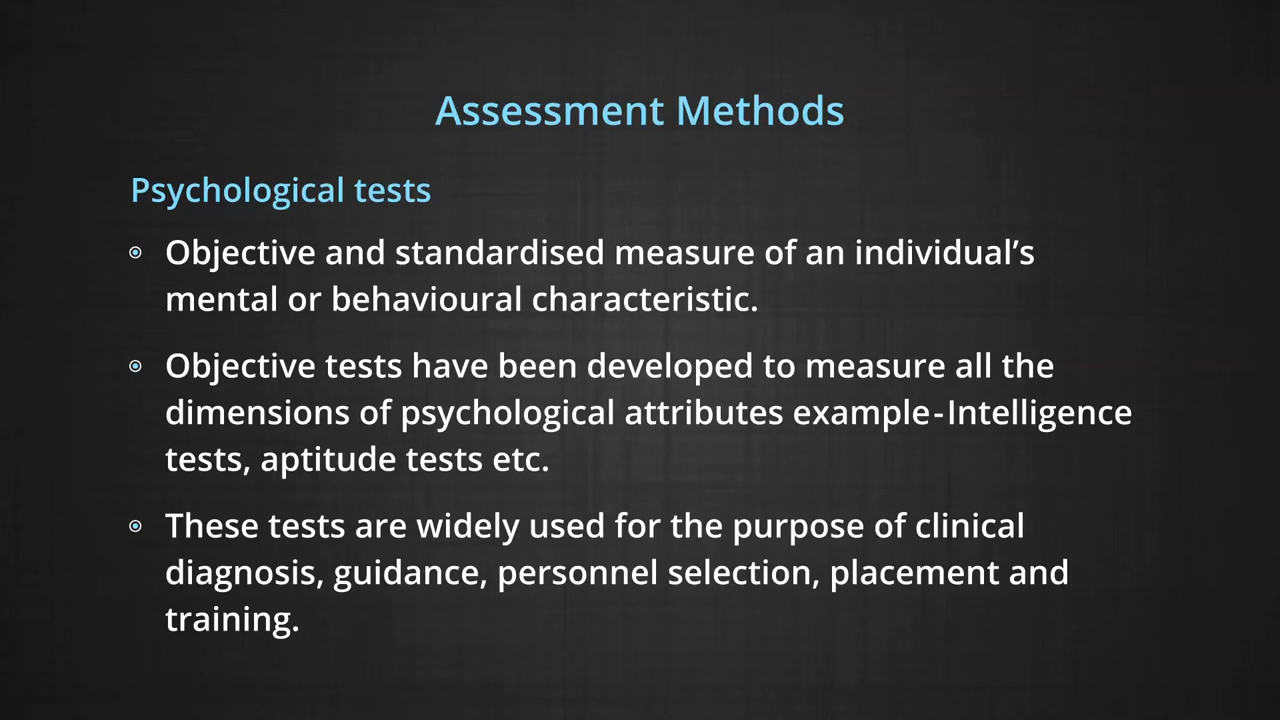 Assessment Methods
Psychological tests
Objective and standardised measure of an individual’s
mental or behavioural characteristic.
Objective tests have been developed to measure all the
dimensions of psychological attributes example-Intelligence
tests, aptitude tests etc.
These tests are widely used for the purpose of clinical
diagnosis, guidance, personnel selection, placement and
training.